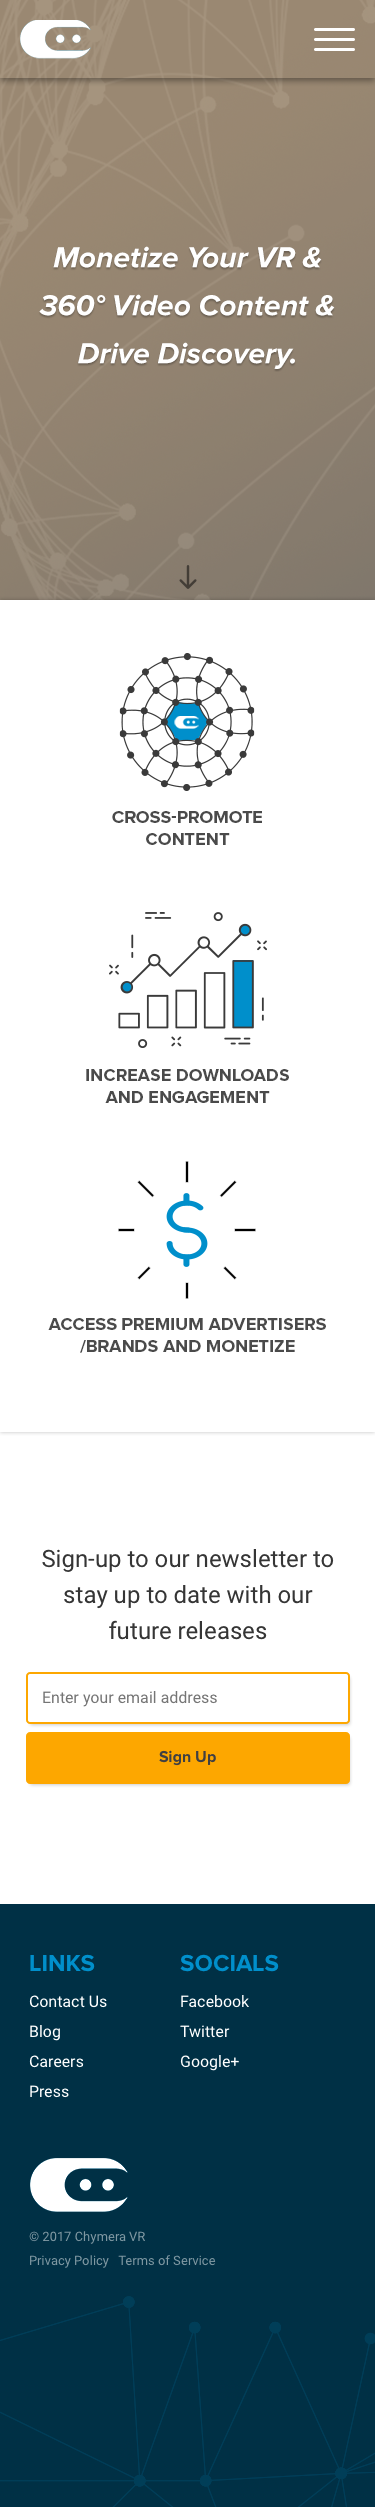 Monetize Your VR &
360° Video Content &
Drive Discovery.
CROSS-PROMOTE
CONTENT
INCREASE DOWNLOADS
AND ENGAGEMENT
$
ACCESS PREMIUM ADVERTISERS
/BRANDS AND MONETIZE
Sign-up to our newsletter to
stay up to date with our
future releases
Enter your email address
Sign Up
LINKS
Contact Us
Blog
Careers
Press
SOCIALS
Facebook
Twitter
Google+
© 2017 Chymera VR
Privacy Policy Terms of Service